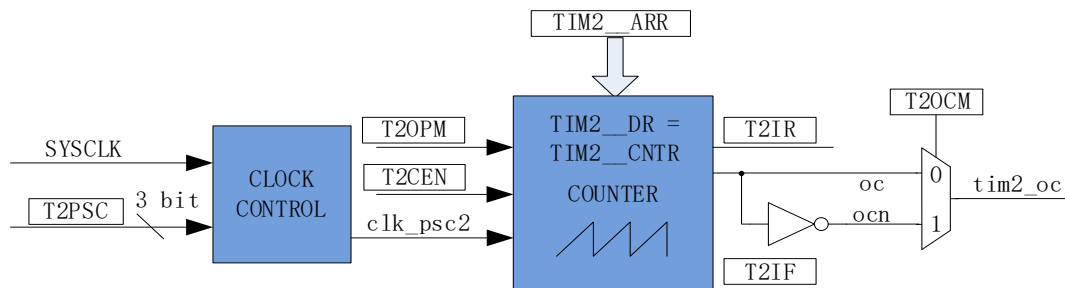 TIM2__ARR
T2OPM
TIM2__DR =
TIM2__CNTR
T2IR
T2OCM
SYSCLK
CLOCK
CONTROL
T2CEN
COUNTER
oc
0
tim2_oc
T2PSC
3 bit
clk_psc2
ocn
1
T2IF